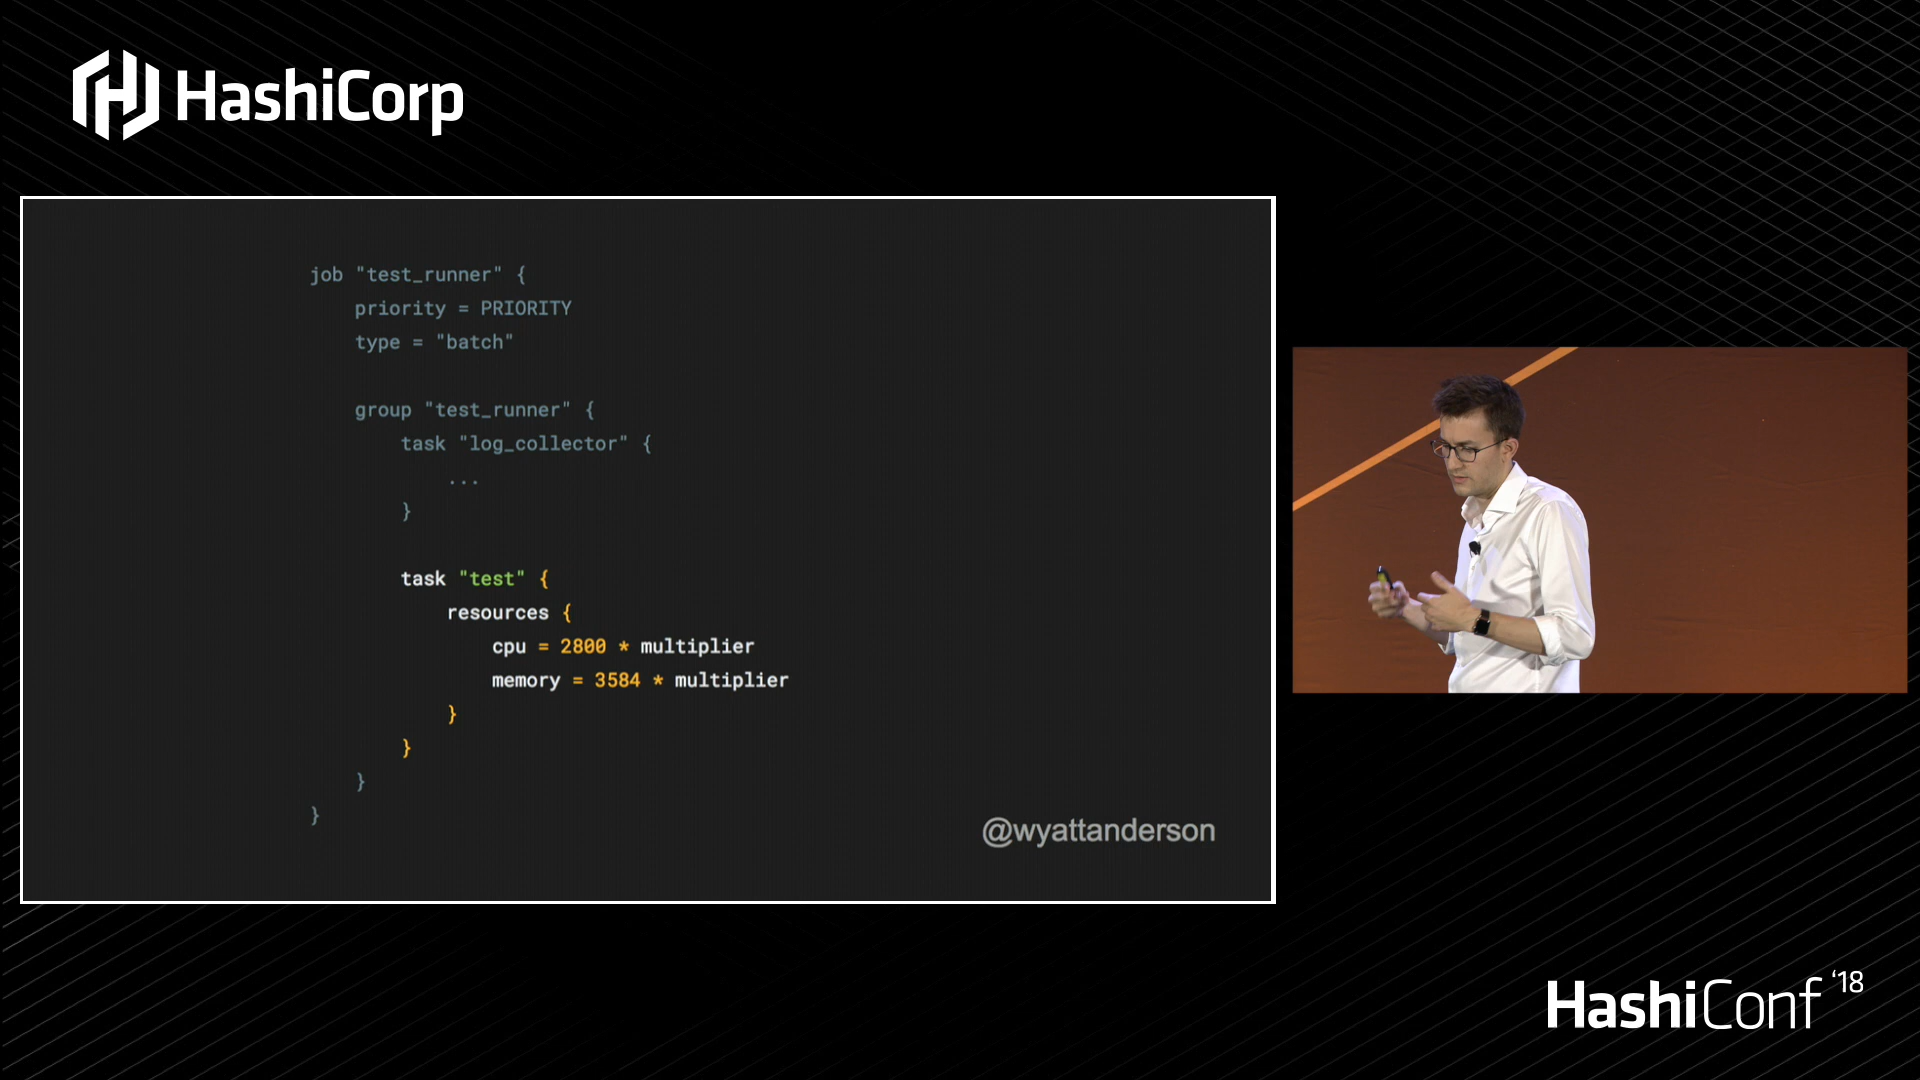 HashiCorp
job "test_runner" {
priority = PRIORITY
type = "batch"
group "test_runner" {
task "log_collector" {
...
}
task "test" {
resources {
cpu = 2800 * multiplier
memory = 3584 * multiplier
}
}
}
}
@wyattanderson
HashiConf '18